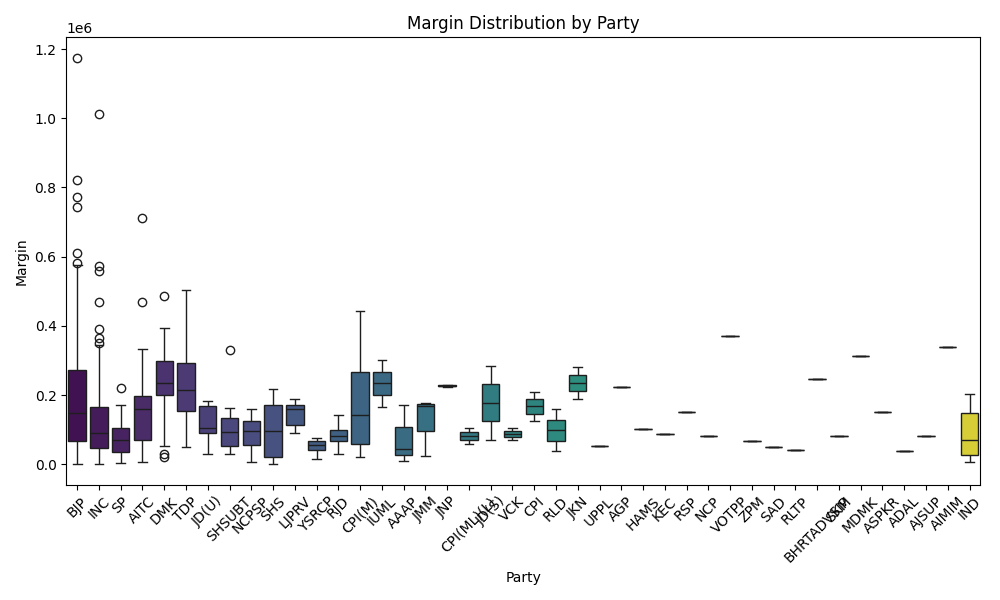 Margin Distribution by Party
1e6
1.2
1.0
0.8
0.6
0.4
0.2
0.0
Margin
BJP
INC
SP
AITC
DMK
TDP
JD(U)
SHSUBT
NCPSP
SHS
LJPRV
YSRCP
RJD
CPI(M)
IUML
AAAP
JMM
JNP
CPI(ML)(L)
JD(S)
VCK
CPI
RLD
JKN
UPPL
AGP
HAMS
KEC
RSP
NCP
VOTPP
ZPM
SAD
RLTP
MDMK
ASPKR
ADAL
AJSUP
AIMIM
IND
Party